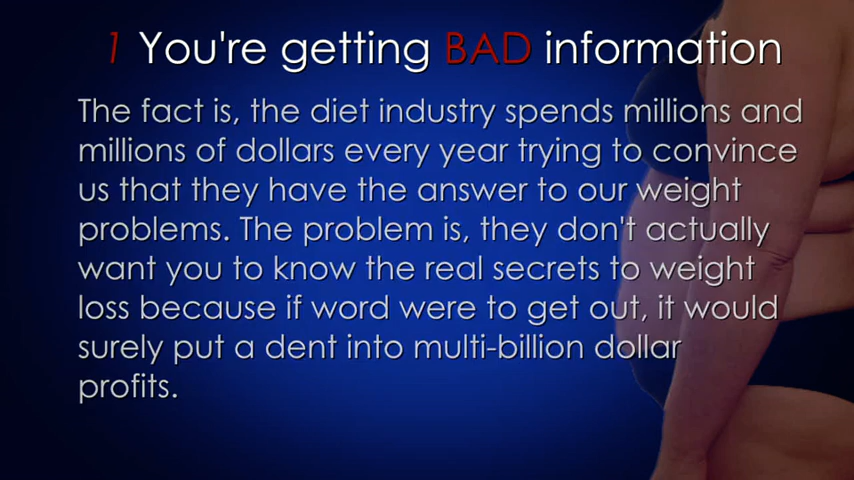 1 You're getting BAD information
The fact is, the diet industry spends millions and
millions of dollars every year trying to convince
us that they have the answer to our weight
problems. The problem is, they don't actually
want you to know the real secrets to weight
loss because if word were to get out, it would
surely put a dent into multi-billion dollar
profits.